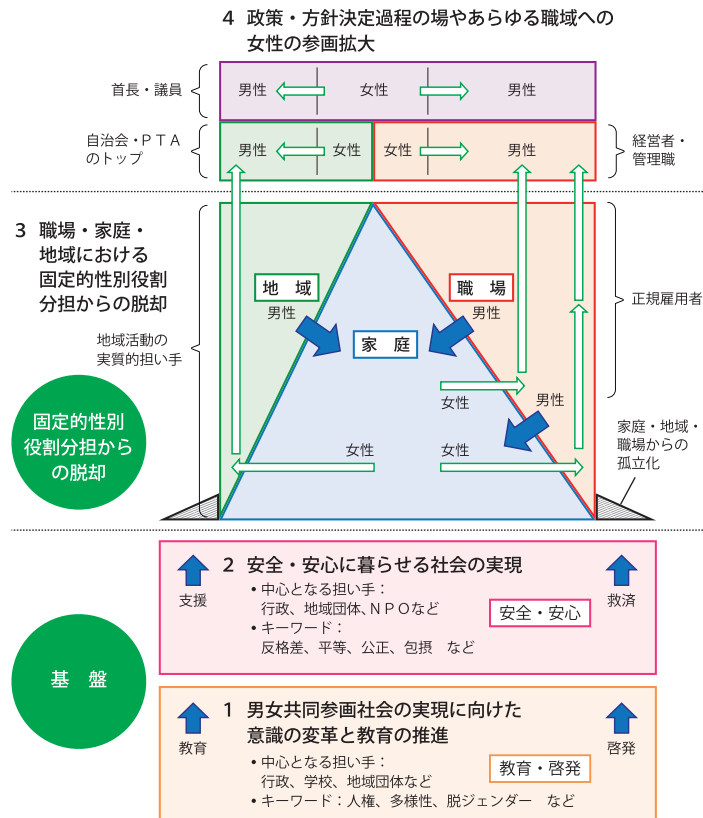 4 政策・方針決定過程の場やあらゆる職域への
女性の参画拡大
首長・議員
男性
女性
男性
自治会・ＰＴＡ
のトップ
男性
女性
女性
男性
経営者・
管理職
3 職場・家庭・
地域における
固定的性別役割
分担からの脱却
地域活動の
実質的担い手
固定的性別
役割分担から
の脱却
地 域
男性
職 場
男性
家 庭
正規雇用者
女性
男性
女性
女性
家庭・地域・
職場からの
孤立化
基 盤
支援
2 安全・安心に暮らせる社会の実現
・中心となる担い手：
行政、地域団体、ＮＰＯなど
・キーワード：
反格差、平等、公正、包摂 など
安全・安心
救済
教育
1 男女共同参画社会の実現に向けた
意識の変革と教育の推進
・中心となる担い手：
行政、学校、地域団体など
・キーワード：人権、多様性、脱ジェンダー など
教育・啓発
啓発